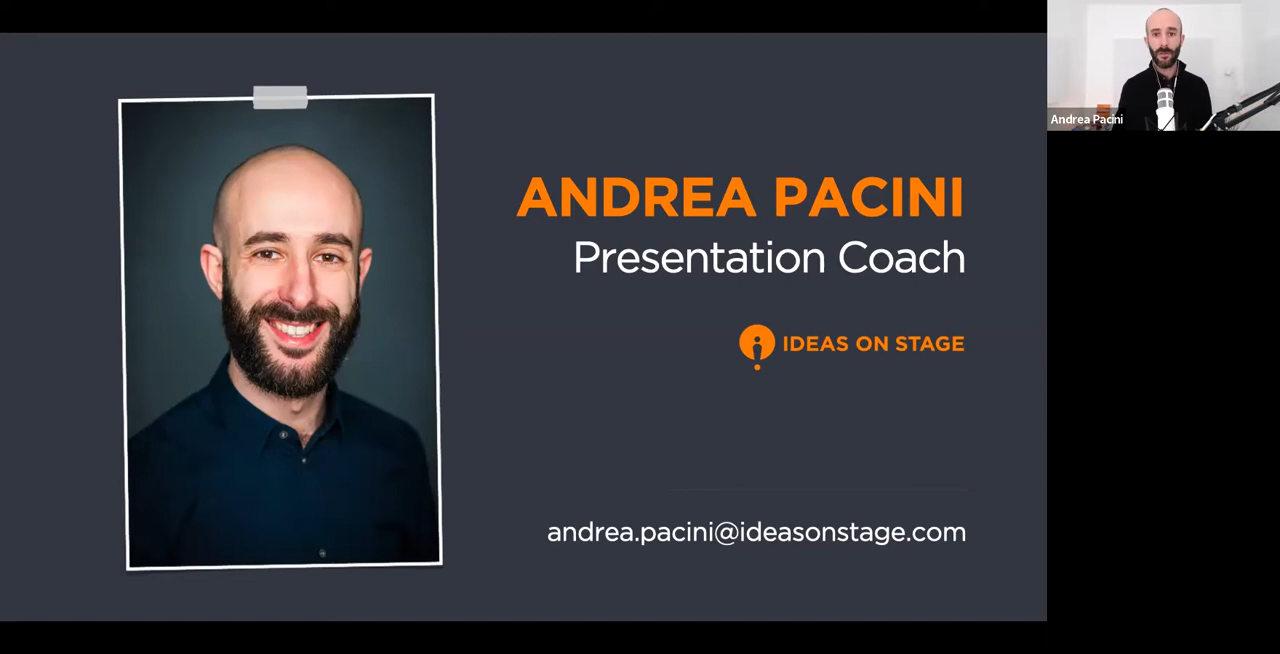 ANDREA PACINI
Presentation Coach
IDEAS ON STAGE
andrea.pacini@ideasonstage.com
Andrea Pacini